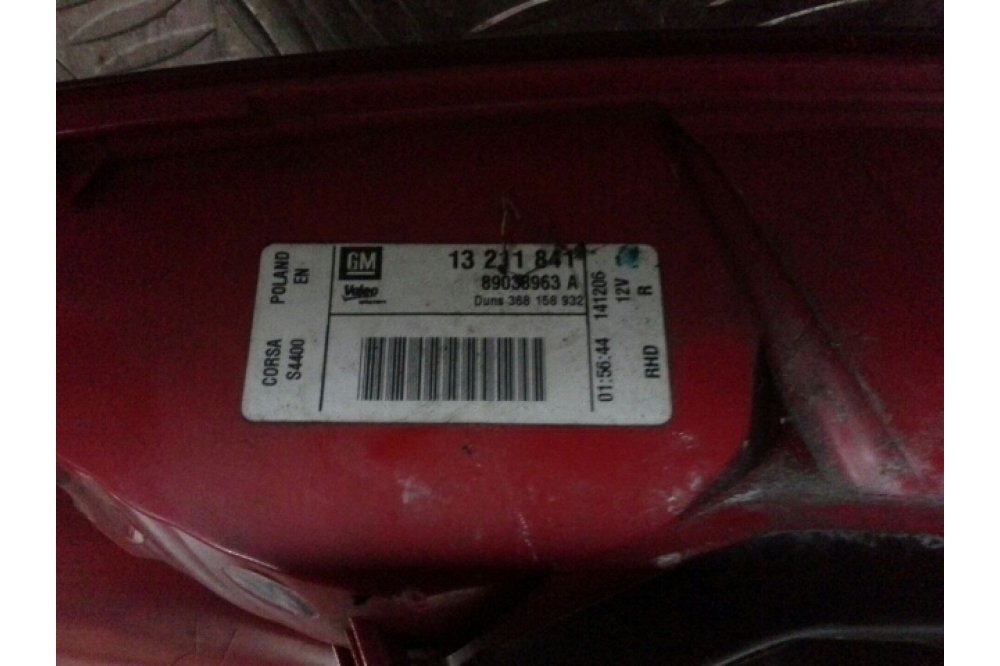 GM
13 211 841
Valeo
89038963 A
Duns 368 158 932
CORSA POLAND
S4400 EN
01:56:44 141206
12V
RHD R